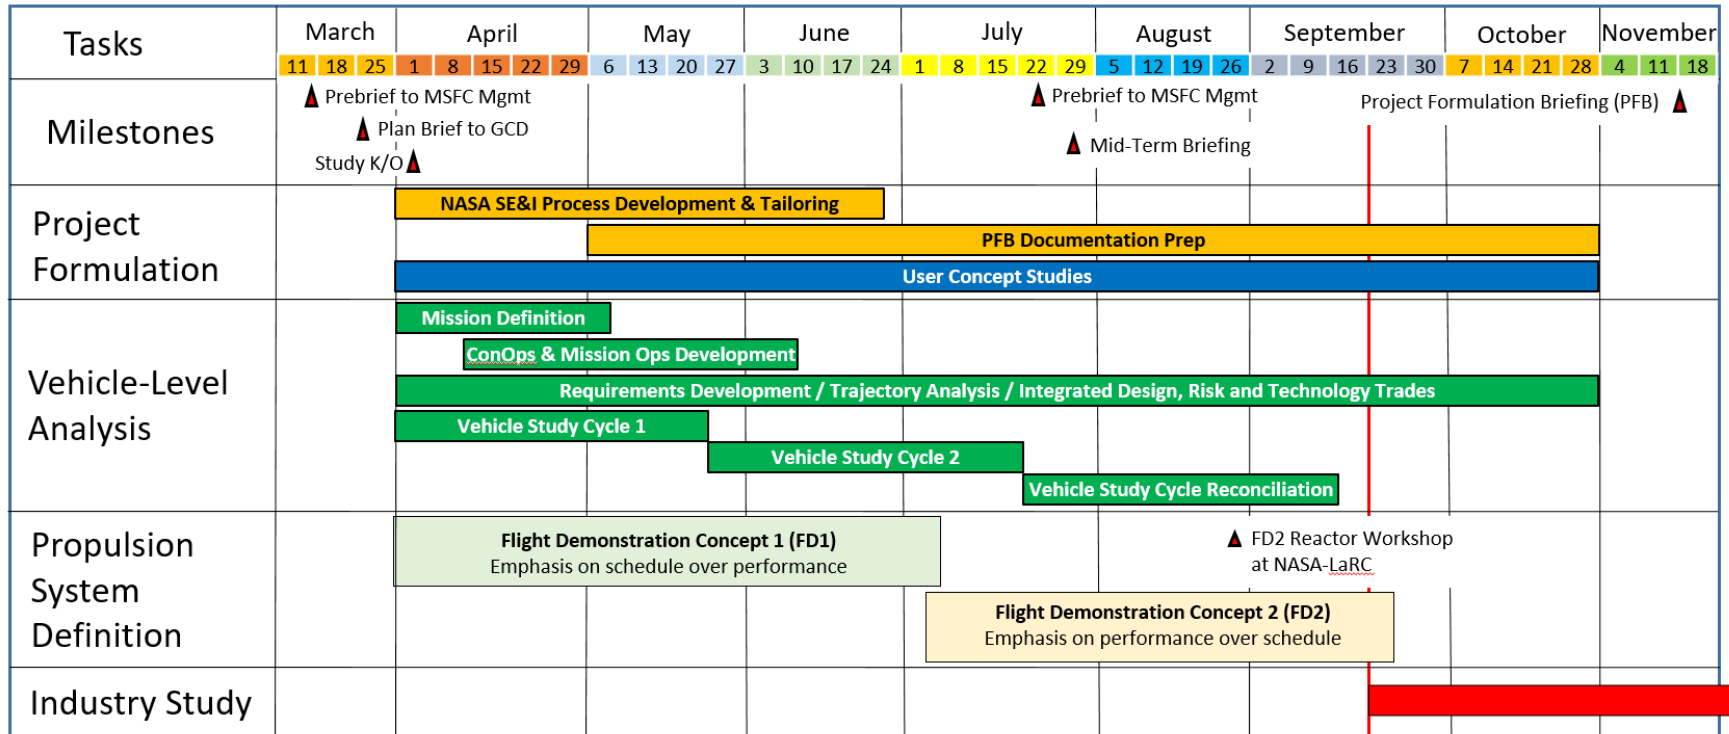 Tasks
March April May June July August September October November
11 18 25 1 8 15 22 29 6 13 20 27 3 10 17 24 1 8 15 22 29 5 12 19 26 2 9 16 23 30 7 14 21 28 4 11 18
Milestones
Prebrief to MSFC Mgmt
Plan Brief to GCD
Study K/O
Prebrief to MSFC Mgmt
Mid-Term Briefing
Project Formulation Briefing (PFB)
Project
Formulation
NASA SE&I Process Development & Tailoring
PFB Documentation Prep
User Concept Studies
Vehicle-Level
Analysis
Mission Definition
ConOps & Mission Ops Development
Requirements Development / Trajectory Analysis / Integrated Design, Risk and Technology Trades
Vehicle Study Cycle 1
Vehicle Study Cycle 2
Vehicle Study Cycle Reconciliation
Propulsion
System
Definition
Flight Demonstration Concept 1 (FD1)
Emphasis on schedule over performance
FD2 Reactor Workshop
at NASA-LaRC
Flight Demonstration Concept 2 (FD2)
Emphasis on performance over schedule
Industry Study